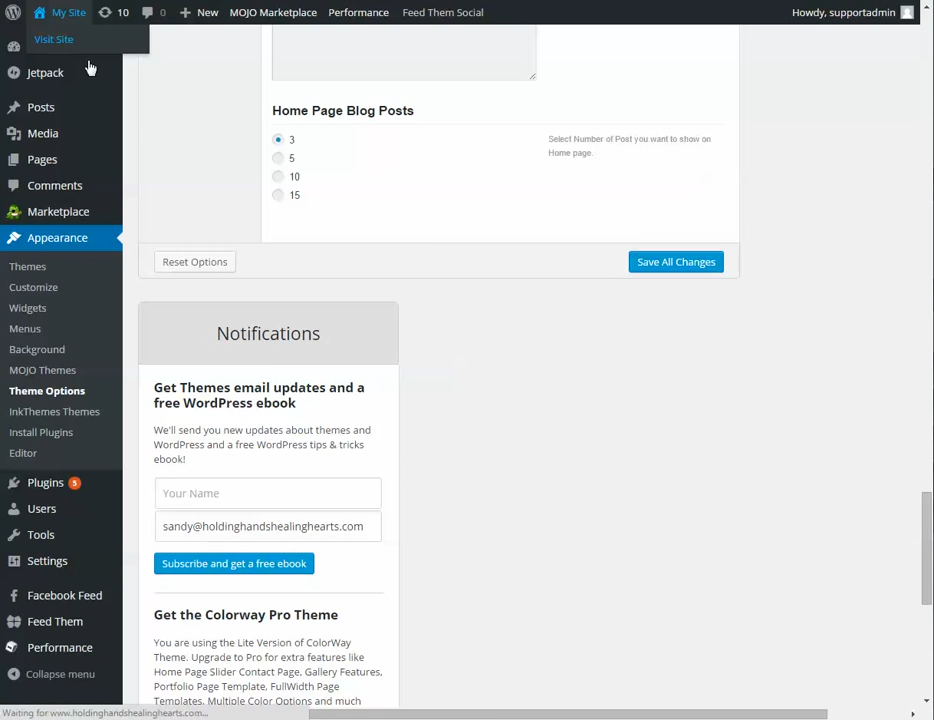 My Site 10 0 New MOJO Marketplace Performance Feed Them Social Howdy, supportadmin
Visit Site
Jetpack
Posts
Media
Pages
Comments
Marketplace
Appearance
Themes
Customize
Widgets
Menus
Background
MOJO Themes
Theme Options
InkThemes Themes
Install Plugins
Editor
Plugins 5
Users
Tools
Settings
Facebook Feed
Feed Them
Performance
Collapse menu
Waiting for www.holdinghandshealinghearts.com...
Home Page Blog Posts
3
5
10
15
Select Number of Post you want to show on
Home page.
Reset Options
Save All Changes
Notifications
Get Themes email updates and a
free WordPress ebook
We'll send you new updates about themes and
WordPress and a free WordPress tips & tricks
ebook!
Your Name
sandy@holdinghandshealinghearts.com
Subscribe and get a free ebook
Get the Colorway Pro Theme
You are using the Lite Version of ColorWay
Theme. Upgrade to Pro for extra features like
Home Page Slider Contact Page, Gallery Features,
Portfolio Page Template, FullWidth Page
Templates, Multiple Color Options and much